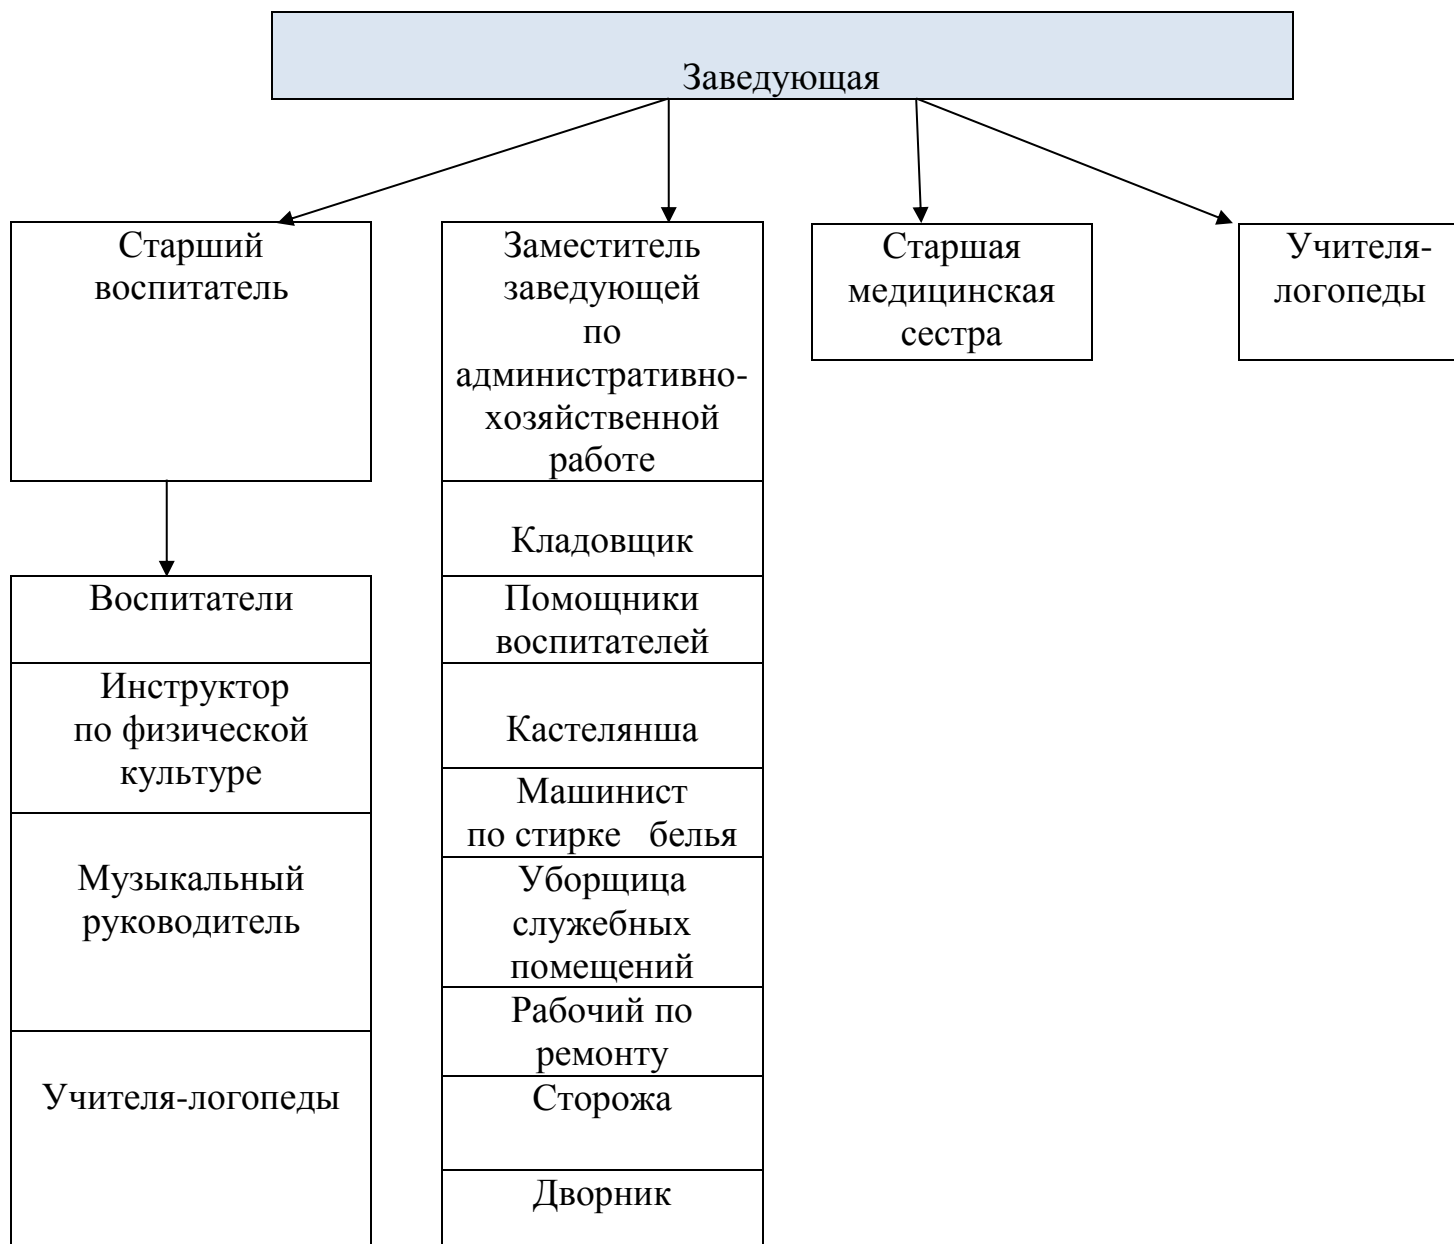 Заведующая
Старший
воспитатель
Заместитель
заведующей
по
административно-
хозяйственной
работе
Старшая
медицинская
сестра
Учителя-
логопеды
Воспитатели
Инструктор
по физической
культуре
Музыкальный
руководитель
Учителя-логопеды
Кладовщик
Помощники
воспитателей
Кастелянша
Машинист
по стирке белья
Уборщица
служебных
помещений
Рабочий по
ремонту
Сторожа
Дворник